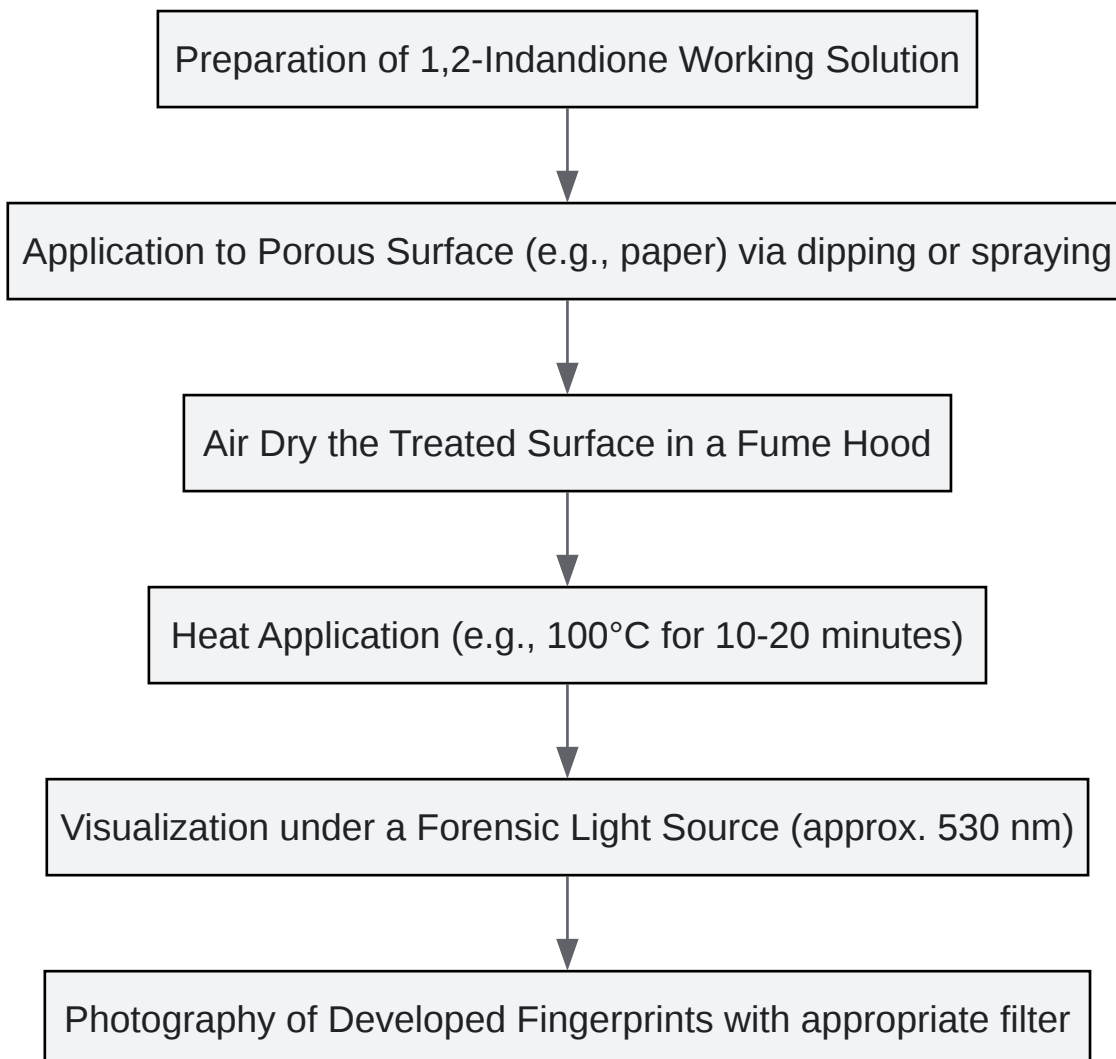 Preparation of 1,2-Indandione Working Solution
Application to Porous Surface (e.g., paper) via dipping or spraying
Air Dry the Treated Surface in a Fume Hood
Heat Application (e.g., 100°C for 10-20 minutes)
Visualization under a Forensic Light Source (approx. 530 nm)
Photography of Developed Fingerprints with appropriate filter